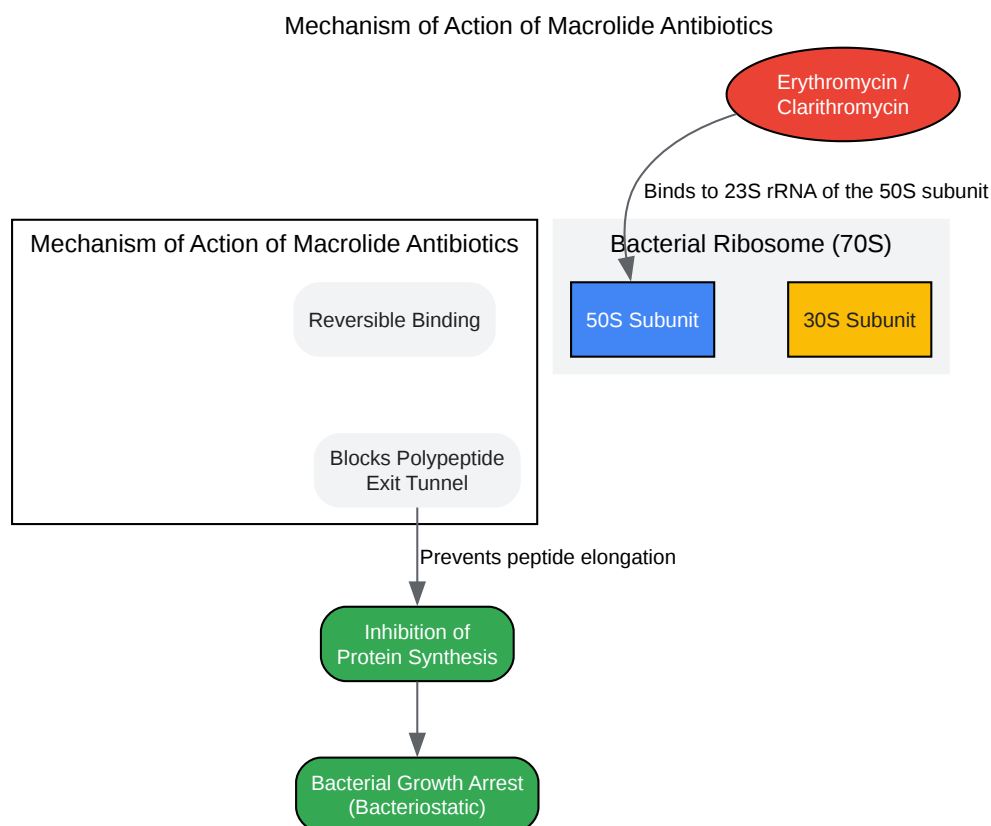 Mechanism of Action of Macrolide Antibiotics
Erythromycin /
Clarithromycin
Binds to 23S rRNA of the 50S subunit
Mechanism of Action of Macrolide Antibiotics
Bacterial Ribosome (70S)
Reversible Binding
50S Subunit
30S Subunit
Blocks Polypeptide
Exit Tunnel
Prevents peptide elongation
Inhibition of
Protein Synthesis
Bacterial Growth Arrest
(Bacteriostatic)